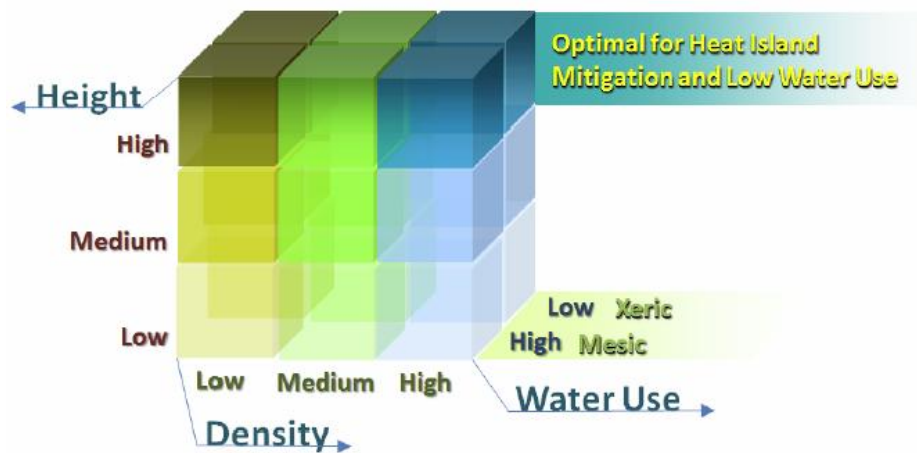 Optimal for Heat Island
Mitigation and Low Water Use
Height
High
Medium
Low
Low Xeric
High Mesic
Low Medium High
Water Use
Density